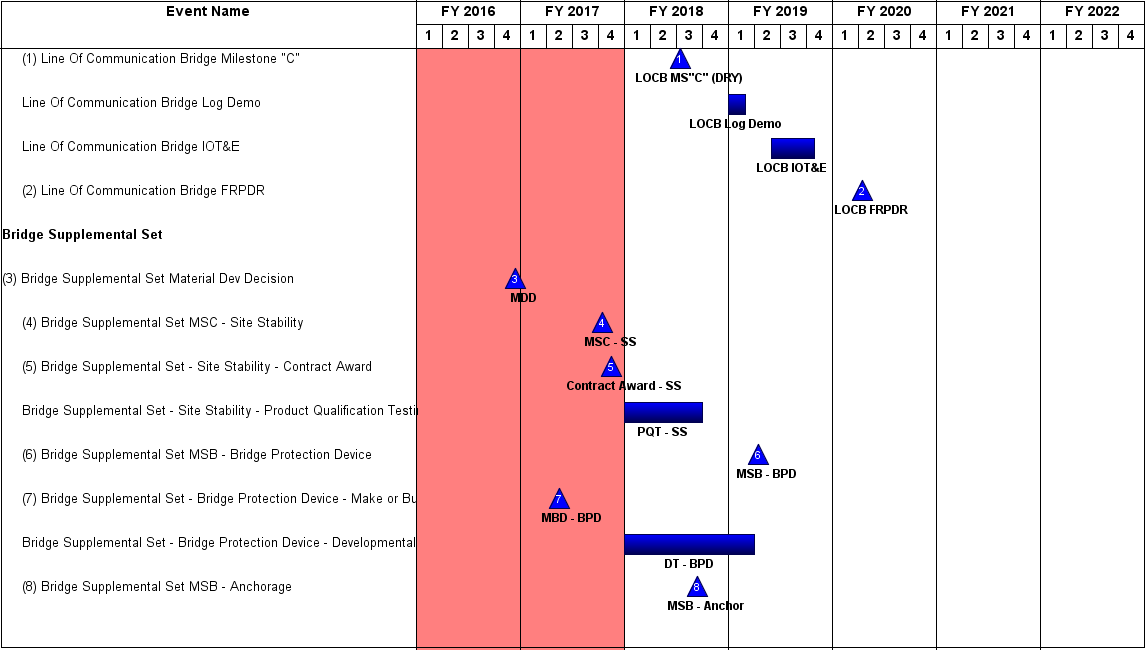 Event Name FY 2016 FY 2017 FY 2018 FY 2019 FY 2020 FY 2021 FY 2022
1 2 3 4 1 2 3 4 1 2 3 4 1 2 3 4 1 2 3 4 1 2 3 4 1 2 3 4
(1) Line Of Communication Bridge Milestone "C" 1
LOCB MS"C" (DRY)
Line Of Communication Bridge Log Demo
LOCB Log Demo
Line Of Communication Bridge IOT&E
LOCB IOT&E
(2) Line Of Communication Bridge FRPDR 2
LOCB FRPDR
Bridge Supplemental Set
(3) Bridge Supplemental Set Material Dev Decision 3
MDD
(4) Bridge Supplemental Set MSC - Site Stability 4
MSC - SS
(5) Bridge Supplemental Set - Site Stability - Contract Award 5
Contract Award - SS
Bridge Supplemental Set - Site Stability - Product Qualification Testi
PQT - SS
(6) Bridge Supplemental Set MSB - Bridge Protection Device 6
MSB - BPD
(7) Bridge Supplemental Set - Bridge Protection Device - Make or Bu 7
MBD - BPD
Bridge Supplemental Set - Bridge Protection Device - Developmental
DT - BPD
(8) Bridge Supplemental Set MSB - Anchorage 8
MSB - Anchor